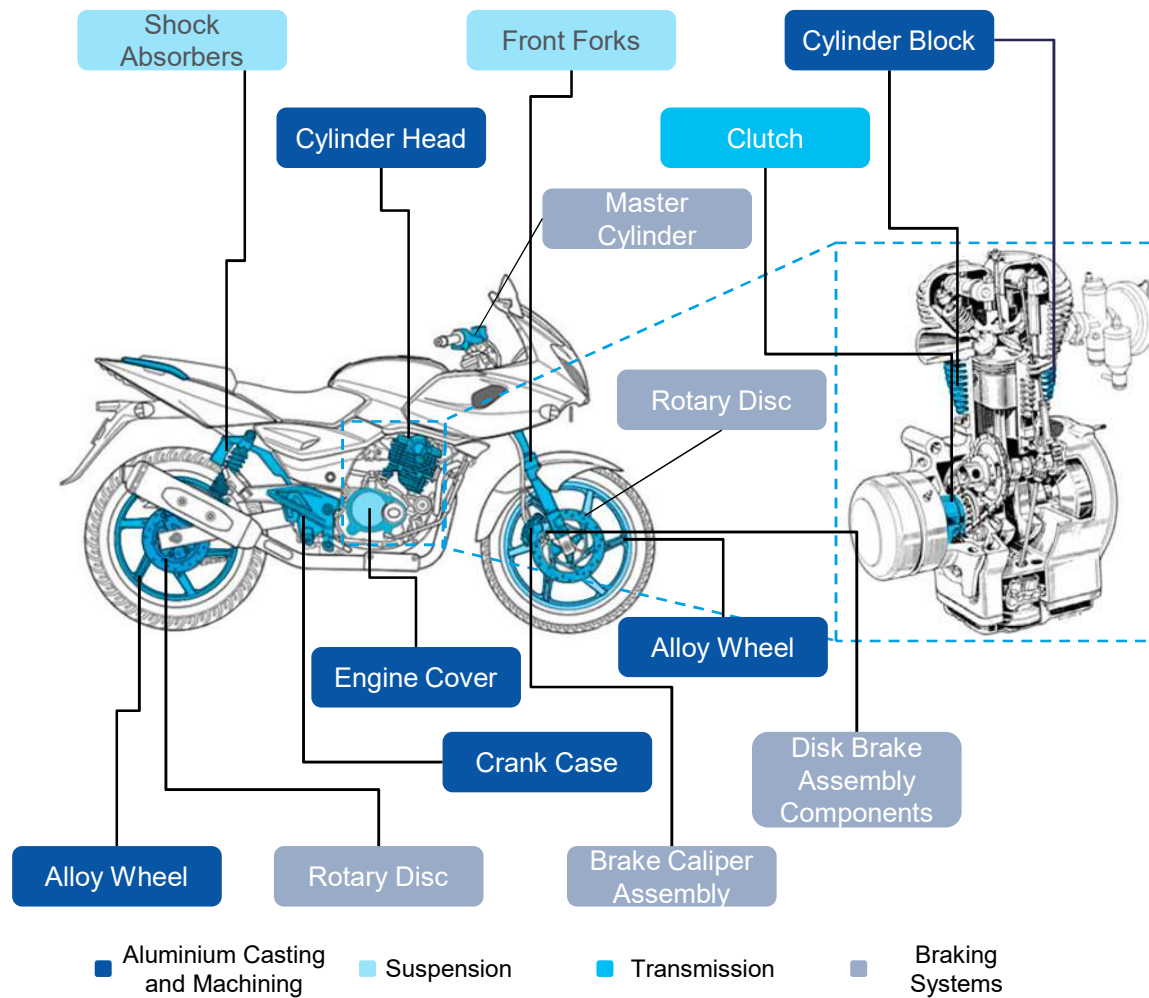 Shock
Absorbers
Front Forks
Cylinder Block
Cylinder Head
Clutch
Master
Cylinder
Rotary Disc
Alloy Wheel
Engine Cover
Crank Case
Disk Brake
Assembly
Components
Alloy Wheel
Rotary Disc
Brake Caliper
Assembly
Aluminium Casting
and Machining
Suspension
Transmission
Braking
Systems